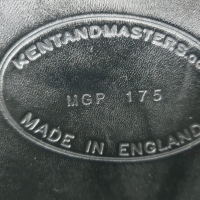 KENTANDMASTERS.co
MGP 175
MADE IN ENGLAND